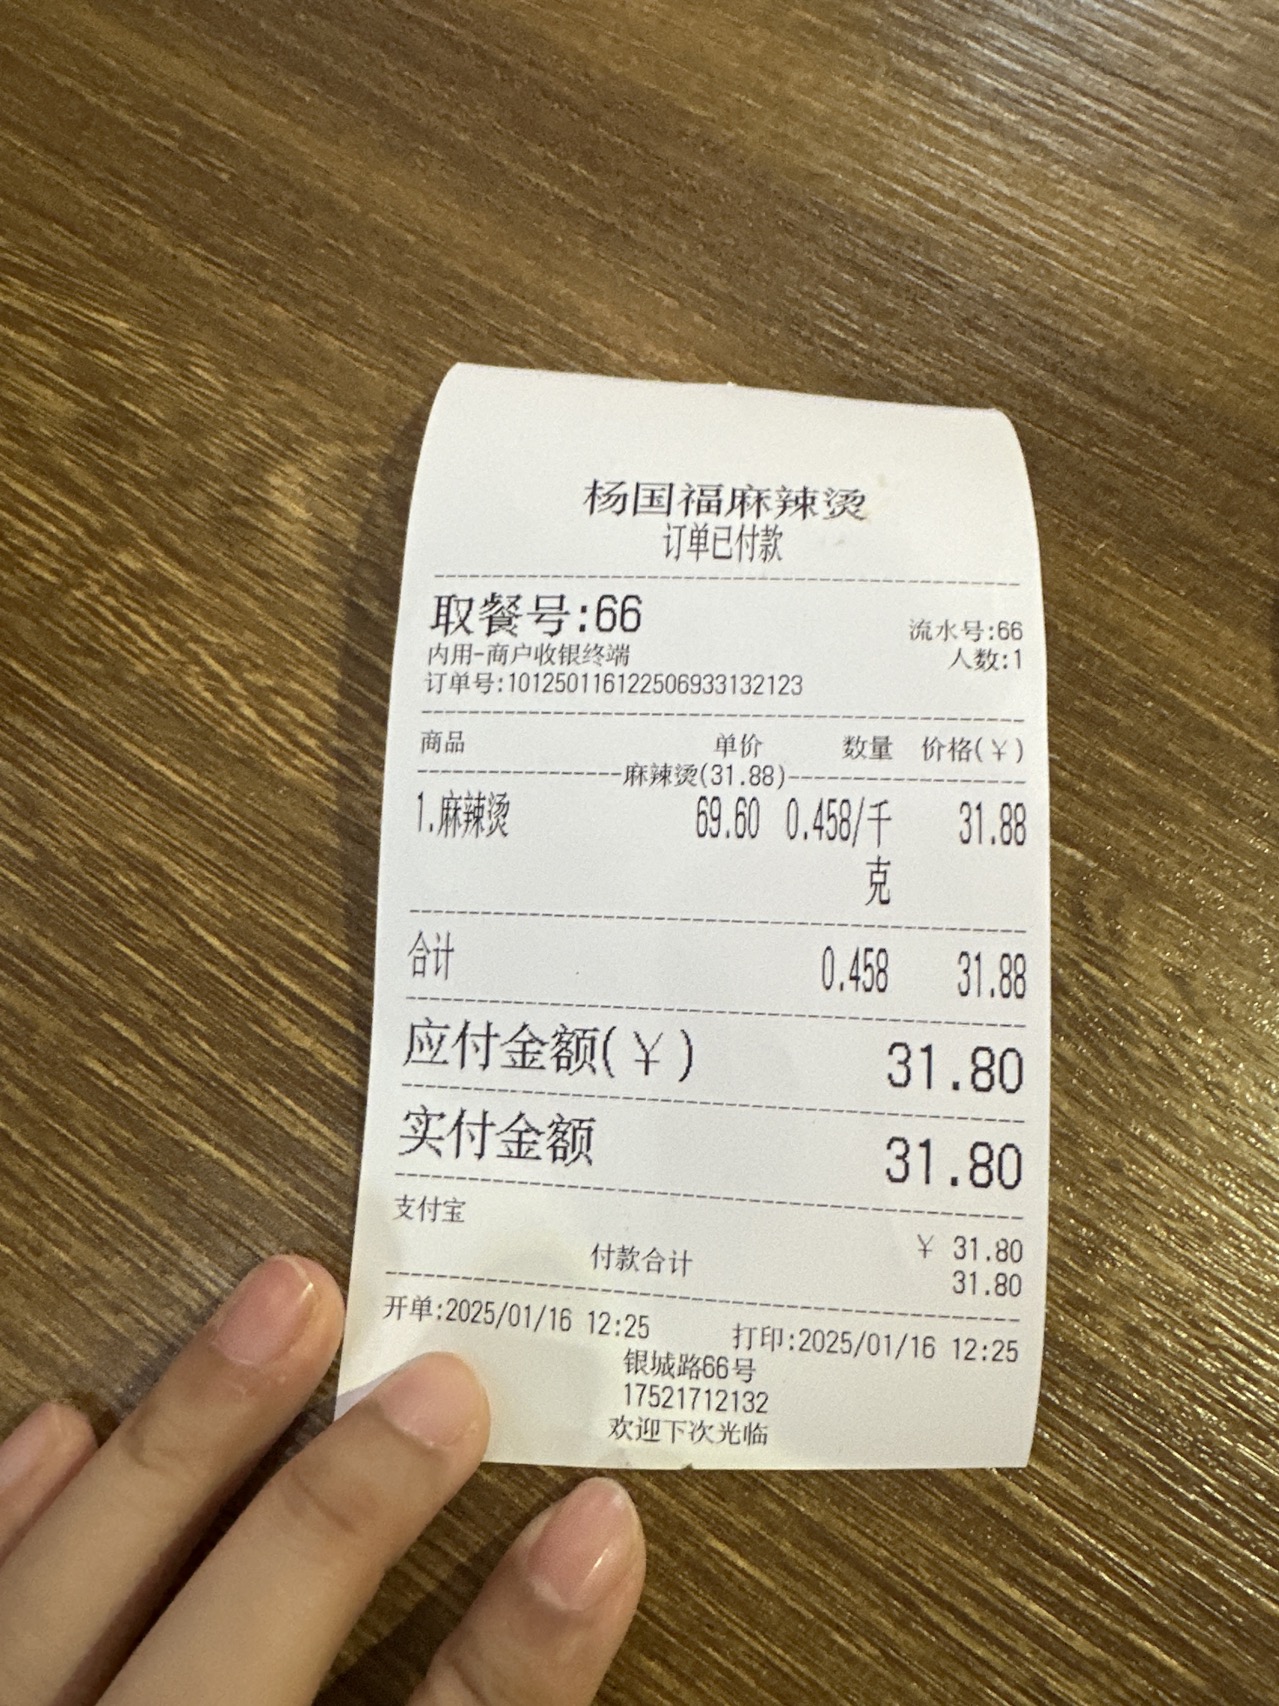 杨国福麻辣烫
订单已付款
取餐号:66
流水号:66
内用-商户收银终端
人数:1
订单号:101250116122506933132123
商品 单价 数量 价格(¥)
麻辣烫(31.88)
1.麻辣烫 69.60 0.458/千克 31.88
合计 0.458 31.88
应付金额(¥) 31.80
实付金额 31.80
支付宝 ¥ 31.80
付款合计 31.80
开单:2025/01/16 12:25 打印:2025/01/16 12:25
银城路66号
17521712132
欢迎下次光临